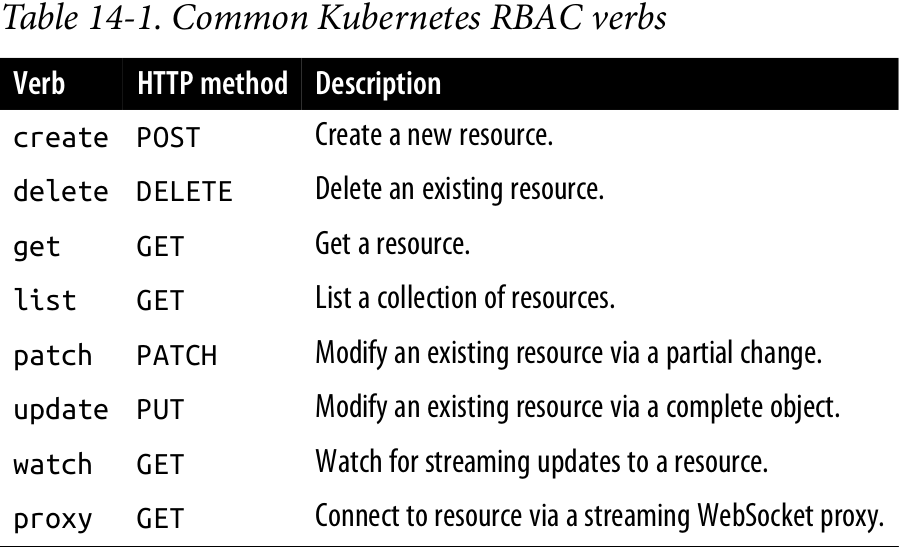 Table 14-1. Common Kubernetes RBAC verbs
Verb HTTP method Description
create POST Create a new resource.
delete DELETE Delete an existing resource.
get GET Get a resource.
list GET List a collection of resources.
patch PATCH Modify an existing resource via a partial change.
update PUT Modify an existing resource via a complete object.
watch GET Watch for streaming updates to a resource.
proxy GET Connect to resource via a streaming WebSocket proxy.